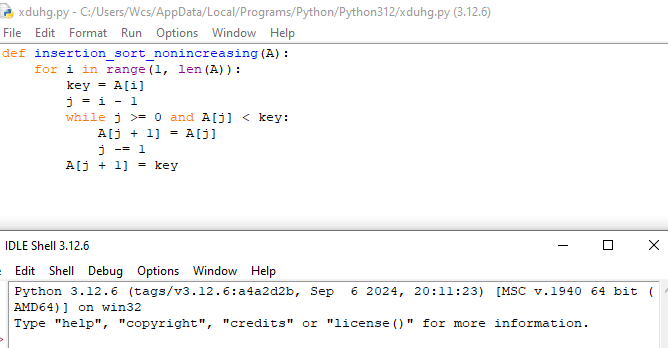 xduhg.py - C:/Users/Wcs/AppData/Local/Programs/Python/Python312/xduhg.py (3.12.6)
File Edit Format Run Options Window Help
def insertion_sort_nonincreasing(A):
    for i in range(1, len(A)):
        key = A[i]
        j = i - 1
        while j >= 0 and A[j] < key:
            A[j + 1] = A[j]
            j -= 1
        A[j + 1] = key
IDLE Shell 3.12.6
Edit Shell Debug Options Window Help
Python 3.12.6 (tags/v3.12.6:a4a2d2b, Sep  6 2024, 20:11:23) [MSC v.1940 64 bit (
AMD64)] on win32
Type "help", "copyright", "credits" or "license()" for more information.